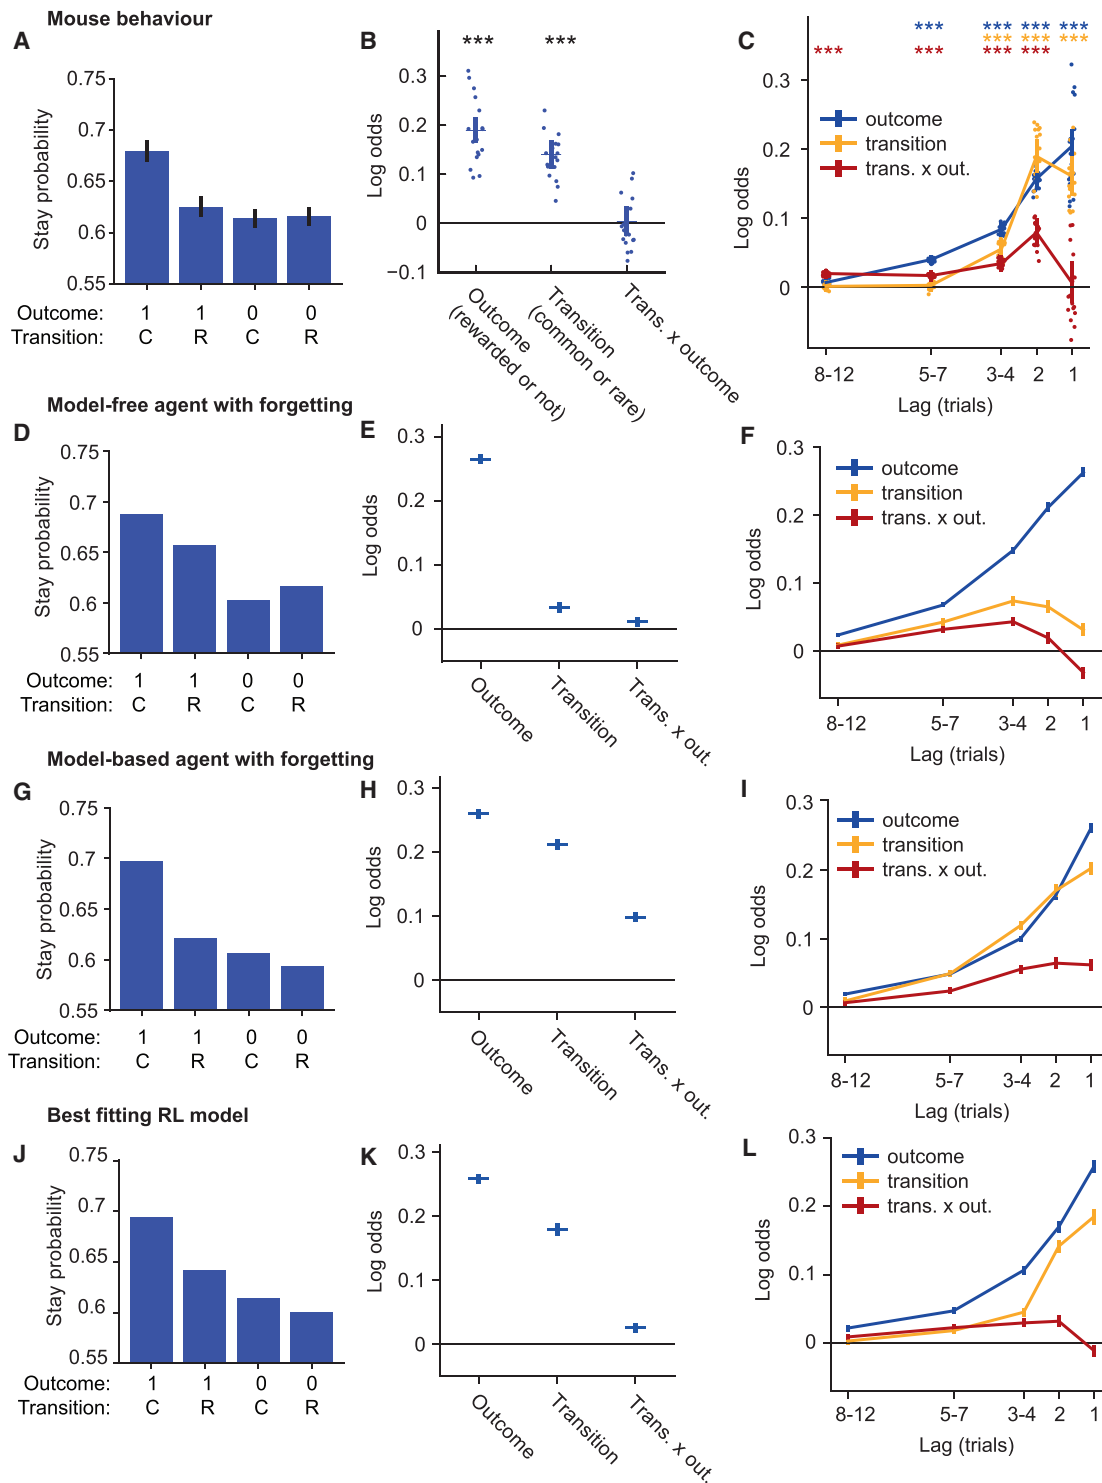 Mouse behaviour
A
Stay probability
0.75
0.7
0.65
0.6
0.55
Outcome: 1 1 0 0
Transition: C R C R
B
Log odds
0.3
0.2
0.1
0
−0.1
*** ***
Outcome
(rewarded or not)
Transition
(common or rare)
Trans. x outcome
C
*** *** *** ***
*** *** ***
*** *** *** ***
Log odds
0.3
0.2
0.1
0
outcome
transition
trans. x out.
8-12 5-7 3-4 2 1
Lag (trials)
Model-free agent with forgetting
D
Stay probability
0.75
0.7
0.65
0.6
0.55
Outcome: 1 1 0 0
Transition: C R C R
E
Log odds
0.3
0.2
0.1
0
Outcome
Transition
Trans. x out.
F
Log odds
0.3
0.2
0.1
0
outcome
transition
trans. x out.
8-12 5-7 3-4 2 1
Lag (trials)
Model-based agent with forgetting
G
Stay probability
0.75
0.7
0.65
0.6
0.55
Outcome: 1 1 0 0
Transition: C R C R
H
Log odds
0.3
0.2
0.1
0
Outcome
Transition
Trans. x out.
I
Log odds
0.3
0.2
0.1
0
outcome
transition
trans. x out.
8-12 5-7 3-4 2 1
Lag (trials)
Best fitting RL model
J
Stay probability
0.75
0.7
0.65
0.6
0.55
Outcome: 1 1 0 0
Transition: C R C R
K
Log odds
0.3
0.2
0.1
0
Outcome
Transition
Trans. x out.
L
Log odds
0.3
0.2
0.1
0
outcome
transition
trans. x out.
8-12 5-7 3-4 2 1
Lag (trials)